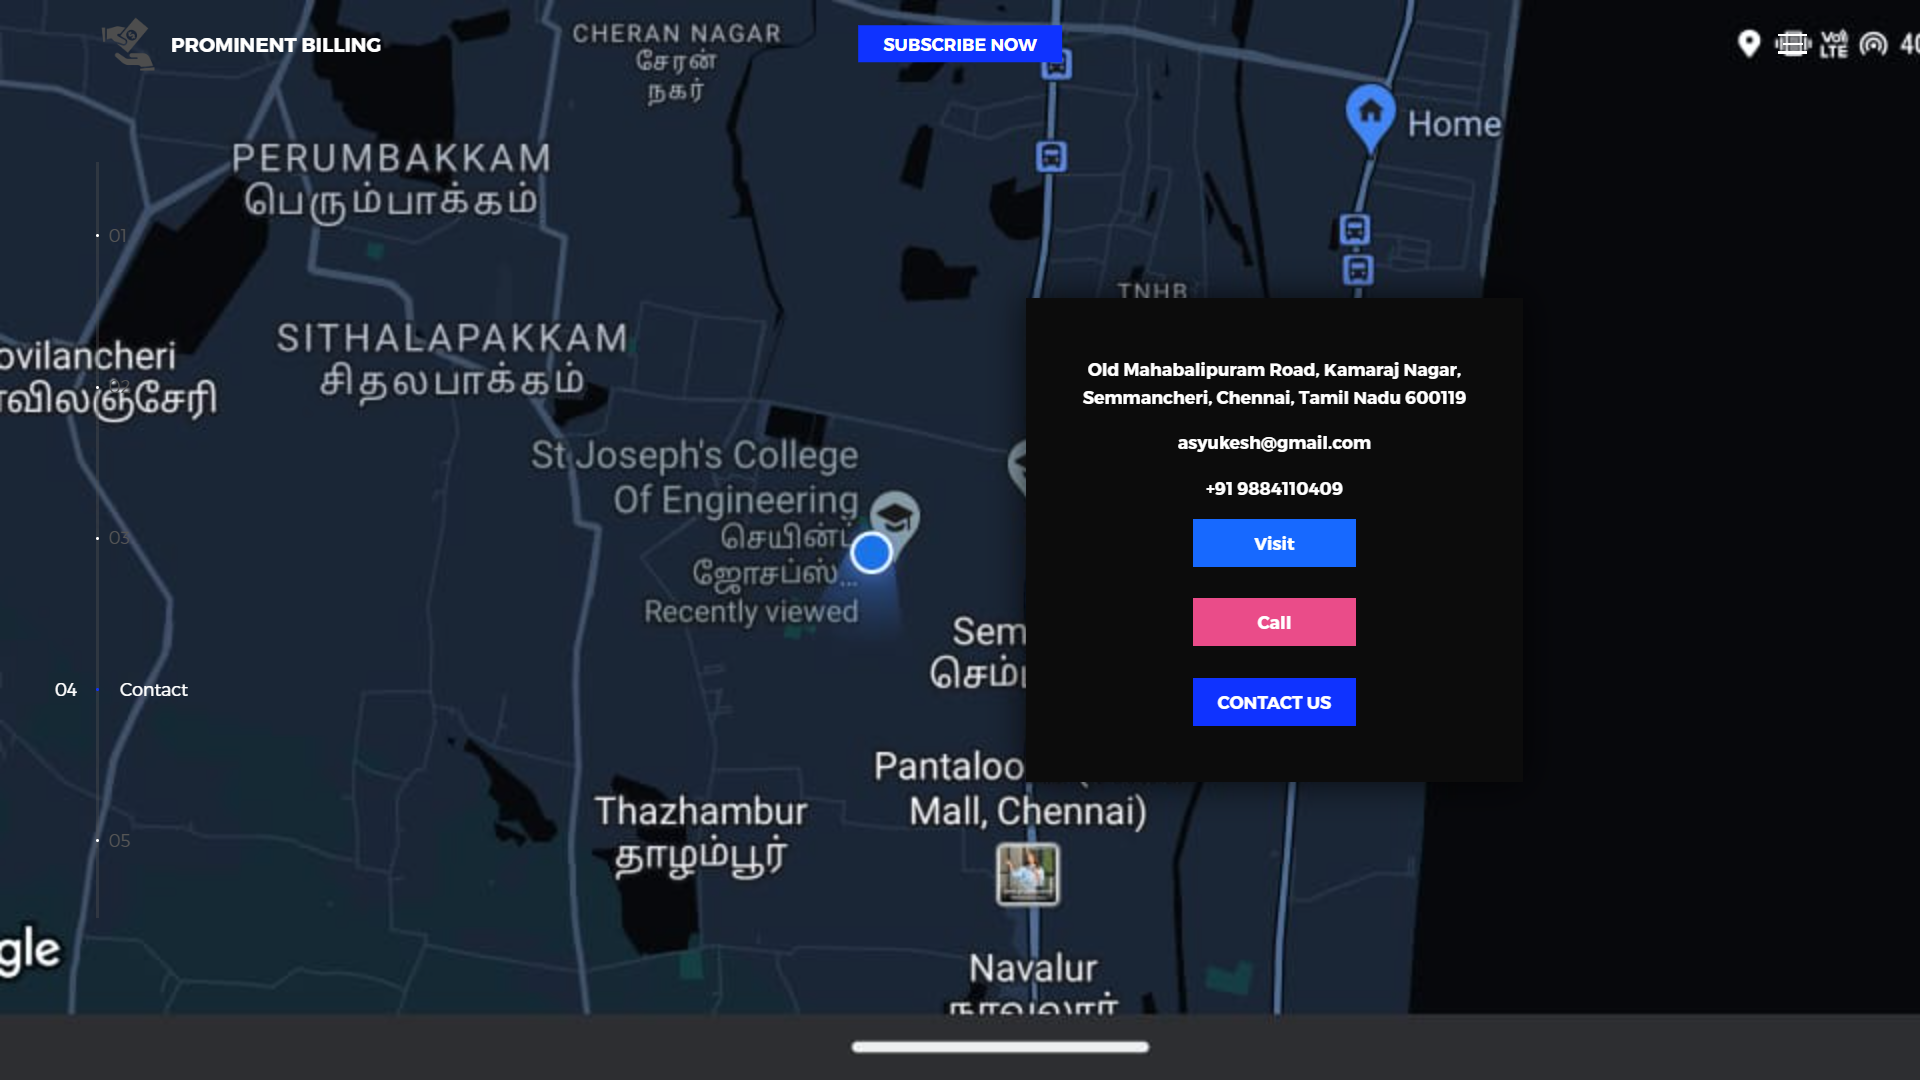 PROMINENT BILLING
SUBSCRIBE NOW
CHERAN NAGAR
சேரன்
நகர்
VoLTE
Home
PERUMBAKKAM
பெரும்பாக்கம்
01
TNHB
SITHALAPAKKAM
சிதலபாக்கம்
ovilancheri
02
விலஞ்சேரி
Old Mahabalipuram Road, Kamaraj Nagar,
Semmancheri, Chennai, Tamil Nadu 600119
asyukesh@gmail.com
+91 9884110409
Visit
Call
CONTACT US
St Joseph's College
Of Engineering
செயின்ட்
ஜோசப்ஸ்...
Recently viewed
03
Sem
செம்
04
Contact
Pantaloo
Mall, Chennai)
Thazhambur
தாழம்பூர்
05
gle
Navalur
நாவலூர்